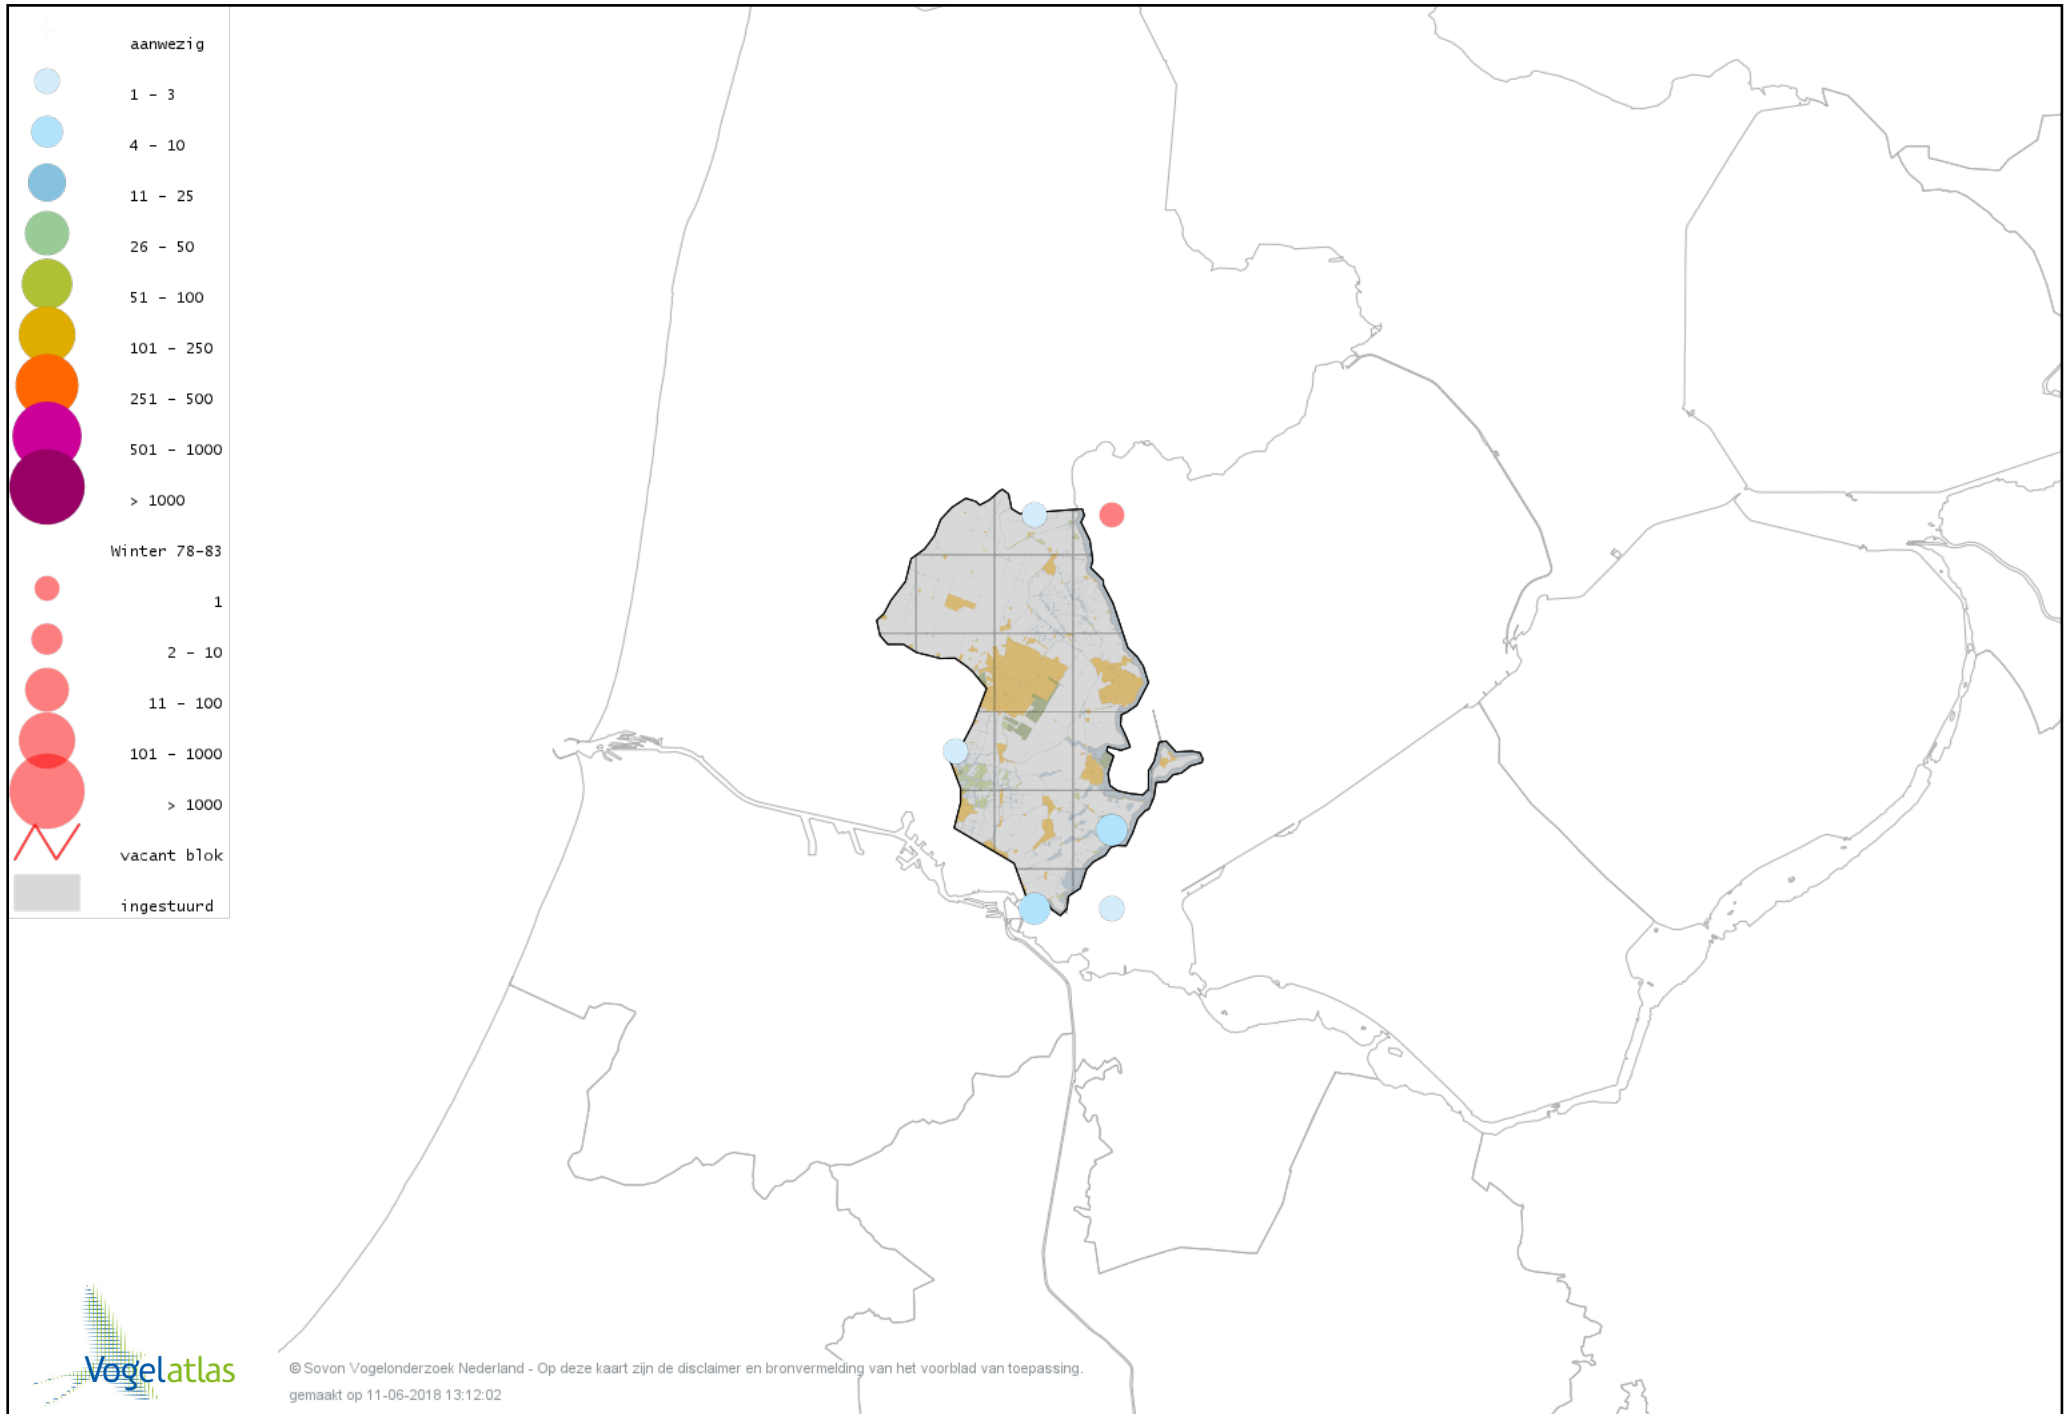 aanwezig
1 - 3
4 - 10
11 - 25
26 - 50
51 - 100
101 - 250
251 - 500
501 - 1000
> 1000
Winter 78-83
1
2 - 10
11 - 100
101 - 1000
> 1000
vacant blok
ingestuurd
Vogelatlas
© Sovon Vogelonderzoek Nederland - Op deze kaart zijn de disclaimer en bronvermelding van het voorblad van toepassing.
gemaakt op 11-06-2018 13:12:02